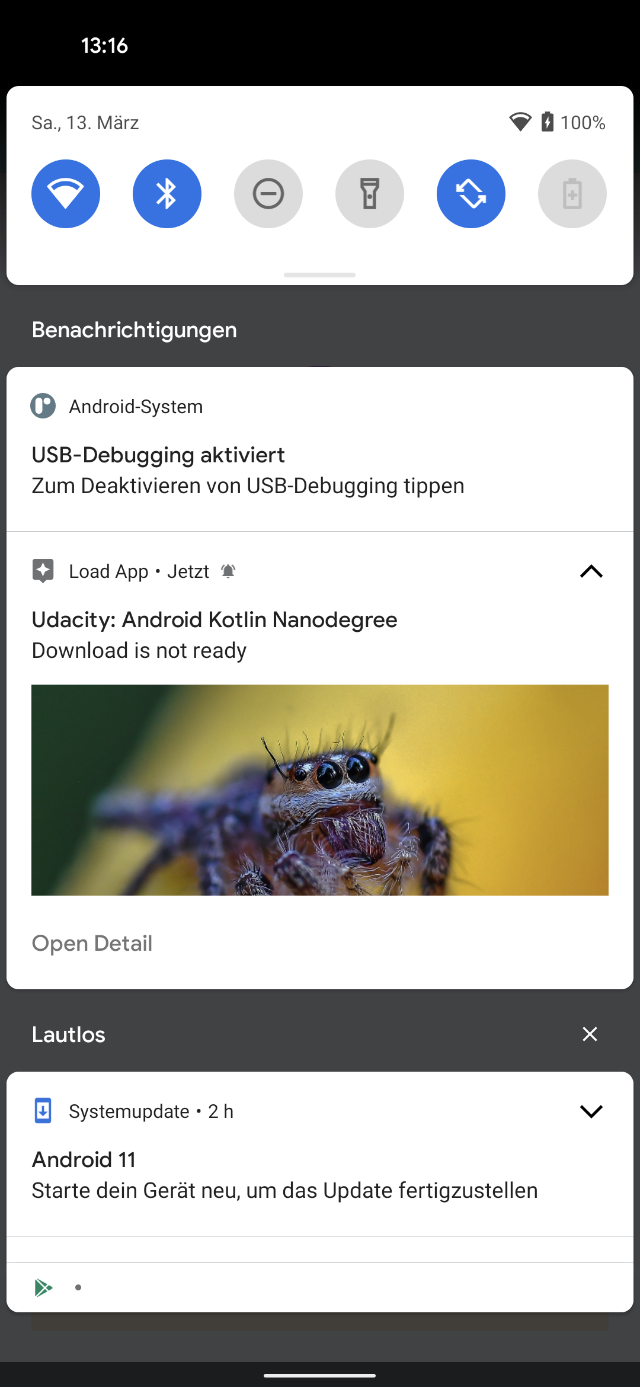 13:16
Sa., 13. März
100%
Benachrichtigungen
Android-System
USB-Debugging aktiviert
Zum Deaktivieren von USB-Debugging tippen
Load App • Jetzt
Udacity: Android Kotlin Nanodegree
Download is not ready
Open Detail
Lautlos
Systemupdate • 2 h
Android 11
Starte dein Gerät neu, um das Update fertigzustellen